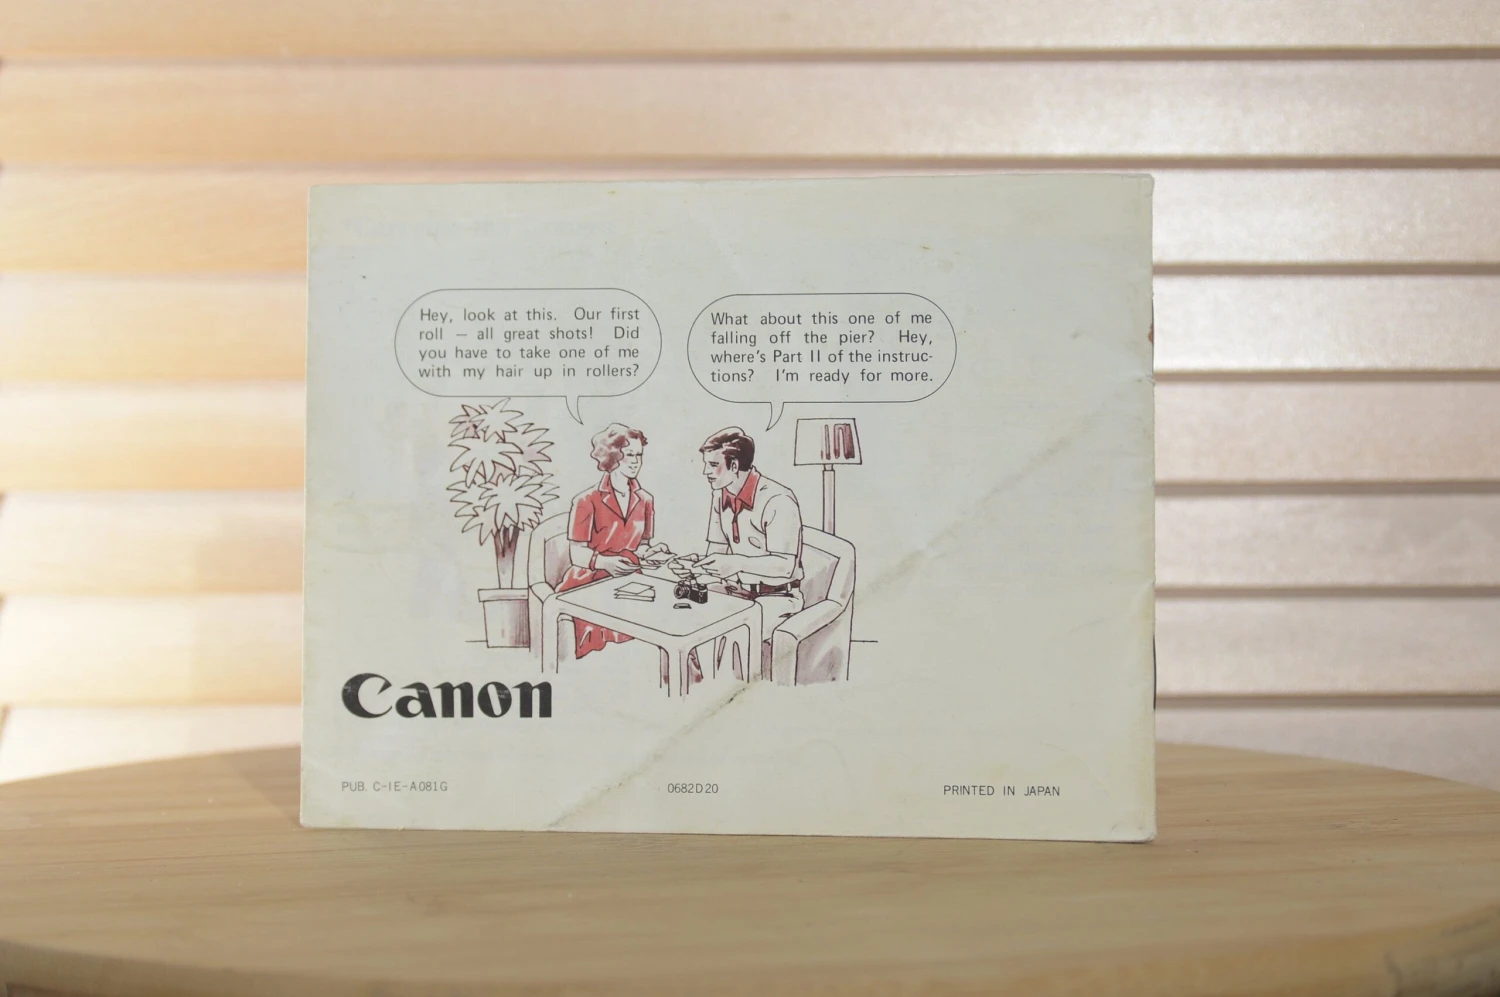 Hey, look at this. Our first
roll — all great shots! Did
you have to take one of me
with my hair up in rollers?
What about this one of me
falling off the pier? Hey,
where's Part II of the instruc-
tions? I'm ready for more.
Canon
PUB. C-IE-A081G
0682D20
PRINTED IN JAPAN